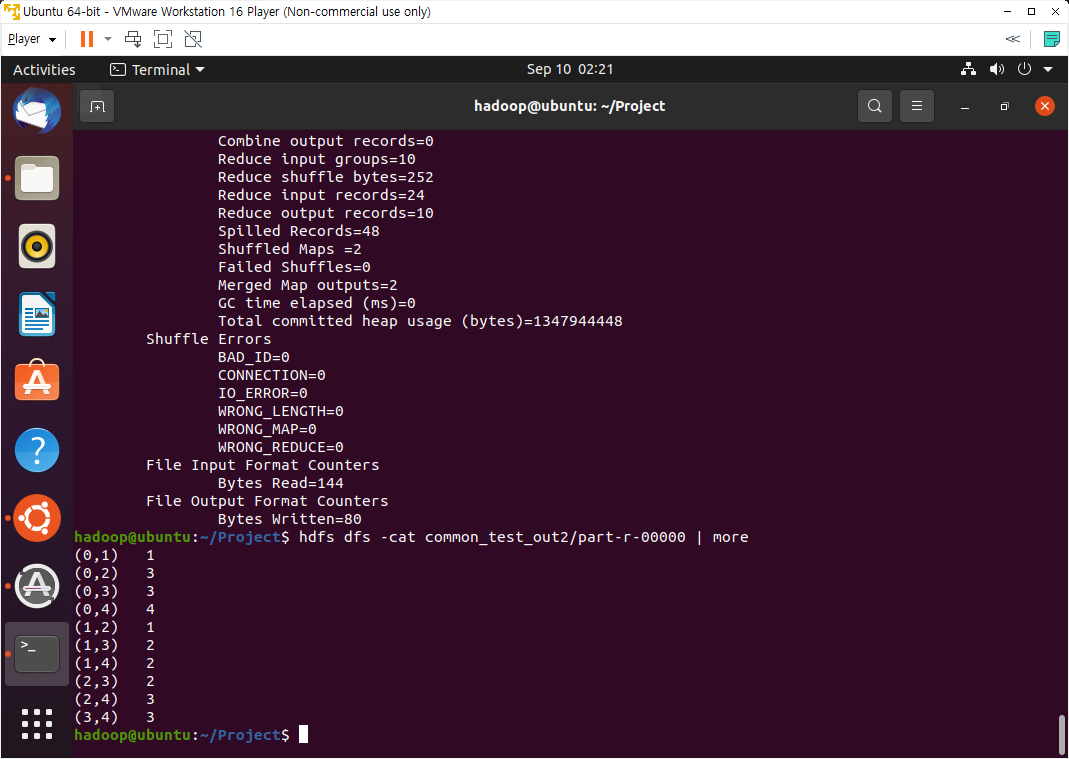 Ubuntu 64-bit - VMware Workstation 16 Player (Non-commercial use only)
Player
Activities
Terminal
Sep 10 02:21
hadoop@ubuntu: ~/Project
Combine output records=0
Reduce input groups=10
Reduce shuffle bytes=252
Reduce input records=24
Reduce output records=10
Spilled Records=48
Shuffled Maps =2
Failed Shuffles=0
Merged Map outputs=2
GC time elapsed (ms)=0
Total committed heap usage (bytes)=1347944448
Shuffle Errors
BAD_ID=0
CONNECTION=0
IO_ERROR=0
WRONG_LENGTH=0
WRONG_MAP=0
WRONG_REDUCE=0
File Input Format Counters
Bytes Read=144
File Output Format Counters
Bytes Written=80
hadoop@ubuntu:~/Project$ hdfs dfs -cat common_test_out2/part-r-00000 | more
(0,1) 1
(0,2) 3
(0,3) 3
(0,4) 4
(1,2) 1
(1,3) 2
(1,4) 2
(2,3) 2
(2,4) 3
(3,4) 3
hadoop@ubuntu:~/Project$